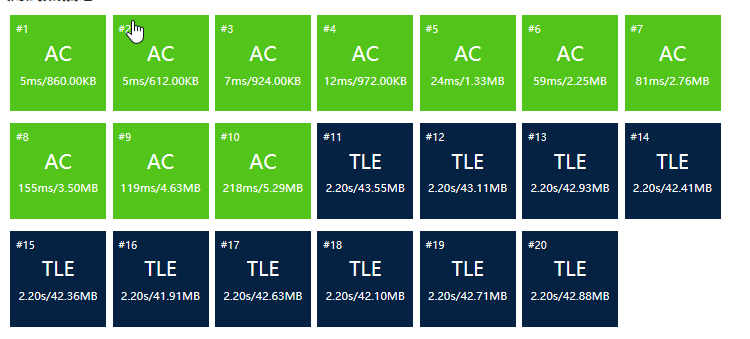 #1
AC
5ms/860.00KB
#2
AC
5ms/612.00KB
#3
AC
7ms/924.00KB
#4
AC
12ms/972.00KB
#5
AC
24ms/1.33MB
#6
AC
59ms/2.25MB
#7
AC
81ms/2.76MB
#8
AC
155ms/3.50MB
#9
AC
119ms/4.63MB
#10
AC
218ms/5.29MB
#11
TLE
2.20s/43.55MB
#12
TLE
2.20s/43.11MB
#13
TLE
2.20s/42.93MB
#14
TLE
2.20s/42.41MB
#15
TLE
2.20s/42.36MB
#16
TLE
2.20s/41.91MB
#17
TLE
2.20s/42.63MB
#18
TLE
2.20s/42.10MB
#19
TLE
2.20s/42.71MB
#20
TLE
2.20s/42.88MB